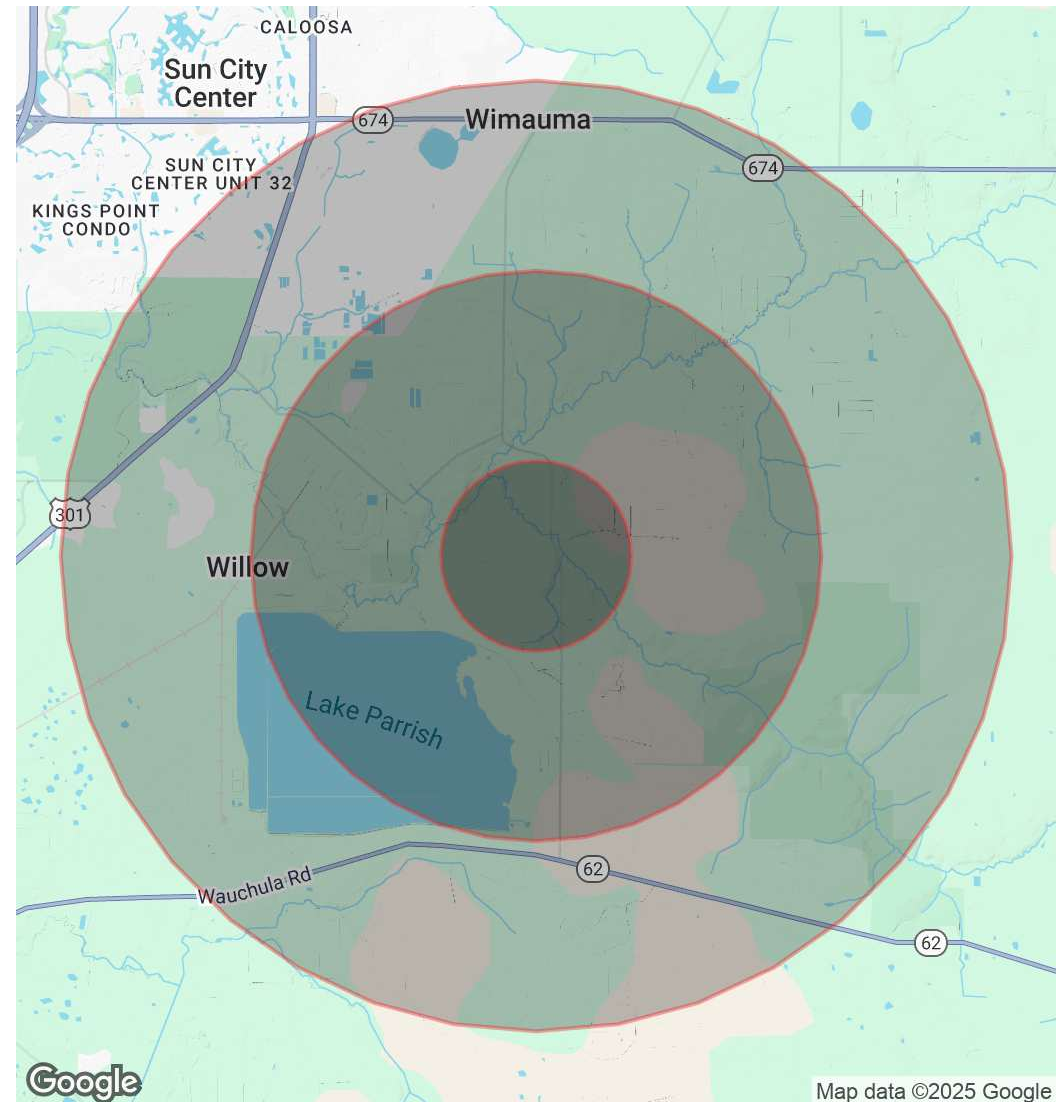 CALOOSA
Sun City
Center
674
Wimauma
674
SUN CITY
CENTER UNIT 32
KINGS POINT
CONDO
301
Willow
Lake Parrish
62
Wauchula Rd
62
Google
Map data ©2025 Google